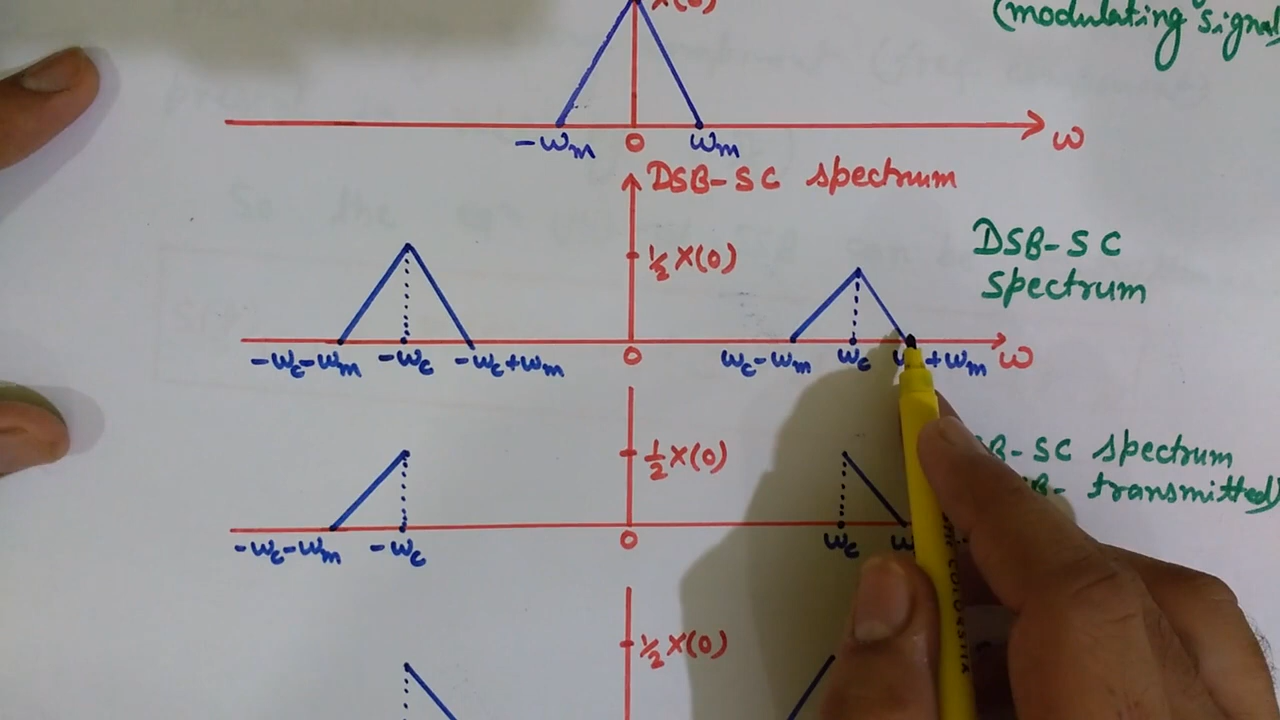 X(0)
(modulating signal)
-ωm 0 ωm ω
DSB-SC spectrum
½ X(0)
DSB-SC
spectrum
-ωc-ωm -ωc -ωc+ωm 0 ωc-ωm ωc +ωm ω
½ X(0)
-SC spectrum
transmitted)
-ωc-ωm -ωc 0 ωc
½ X(0)